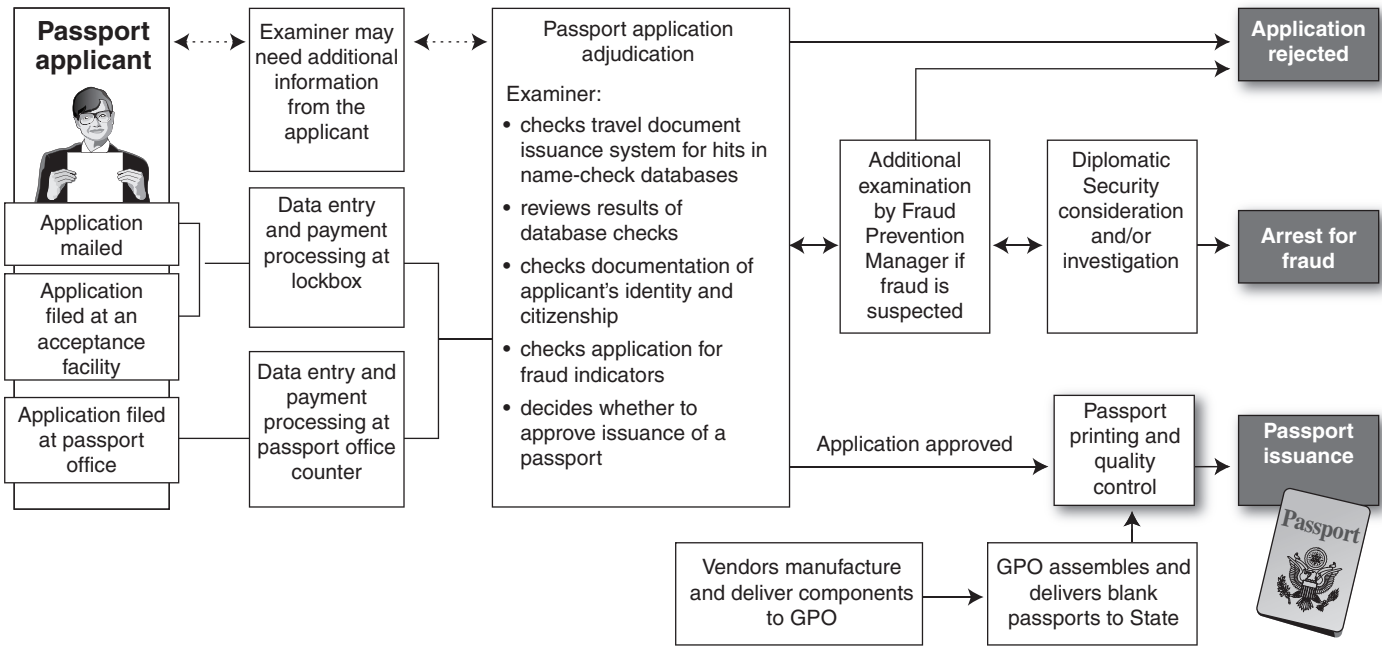 Passport
applicant
Application
mailed
Application
filed at an
acceptance
facility
Application filed
at passport
office
Examiner may
need additional
information
from the
applicant
Data entry
and payment
processing at
lockbox
Data entry and
payment
processing at
passport office
counter
Passport application
adjudication
Examiner:
• checks travel document
issuance system for hits in
name-check databases
• reviews results of
database checks
• checks documentation of
applicant’s identity and
citizenship
• checks application for
fraud indicators
• decides whether to
approve issuance of a
passport
Additional
examination
by Fraud
Prevention
Manager if
fraud is
suspected
Diplomatic
Security
consideration
and/or
investigation
Application
rejected
Arrest for
fraud
Application approved
Passport
printing and
quality
control
Passport
issuance
Vendors manufacture
and deliver components
to GPO
GPO assembles and
delivers blank
passports to State
Passport